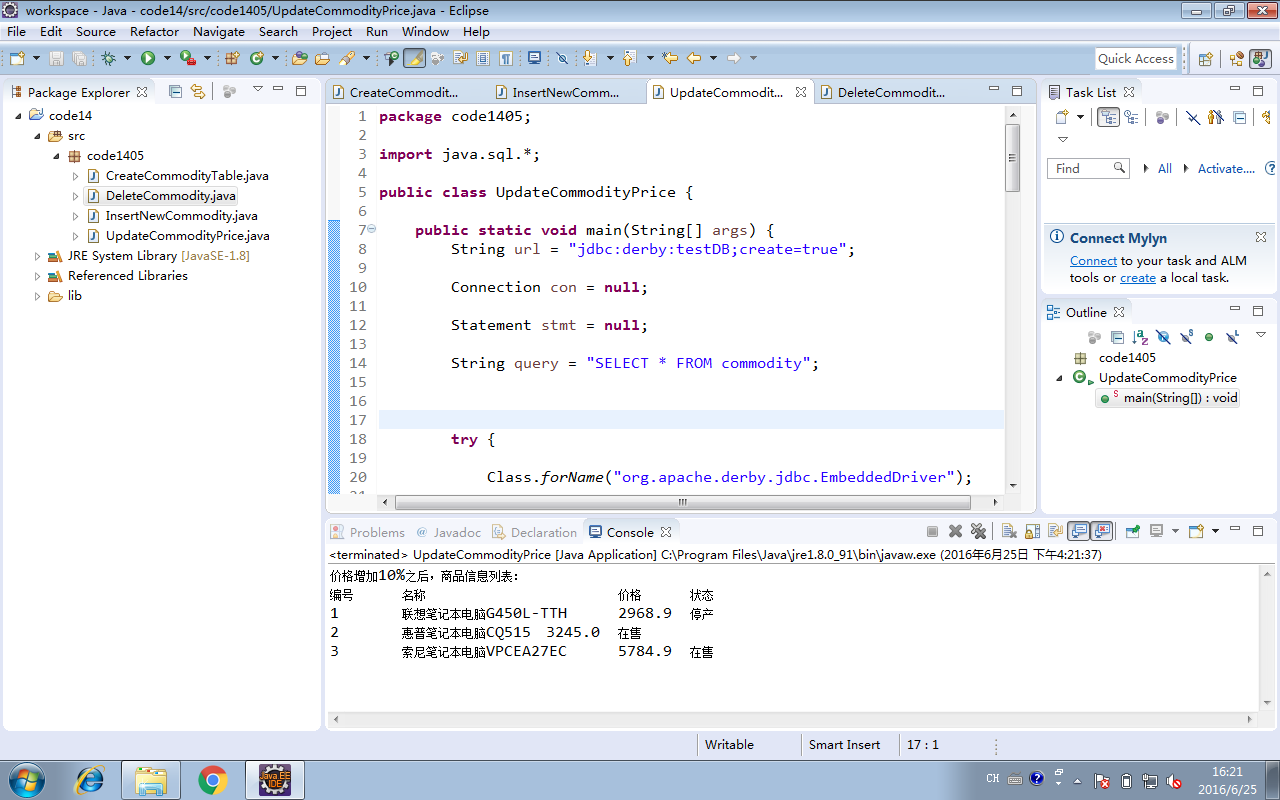 workspace - Java - code14/src/code1405/UpdateCommodityPrice.java - Eclipse
File Edit Source Refactor Navigate Search Project Run Window Help
Quick Access
Package Explorer
code14
src
code1405
CreateCommodityTable.java
DeleteCommodity.java
InsertNewCommodity.java
UpdateCommodityPrice.java
JRE System Library [JavaSE-1.8]
Referenced Libraries
lib
CreateCommodit... InsertNewComm... UpdateCommodit... DeleteCommodit...
1 package code1405;
2
3 import java.sql.*;
4
5 public class UpdateCommodityPrice {
6
7 public static void main(String[] args) {
8 String url = "jdbc:derby:testDB;create=true";
9
10 Connection con = null;
11
12 Statement stmt = null;
13
14 String query = "SELECT * FROM commodity";
15
16
17
18 try {
19
20 Class.forName("org.apache.derby.jdbc.EmbeddedDriver");
Task List
Find All Activate...
Connect Mylyn
Connect to your task and ALM
tools or create a local task.
Outline
code1405
UpdateCommodityPrice
main(String[]) : void
Problems @ Javadoc Declaration Console
<terminated> UpdateCommodityPrice [Java Application] C:\Program Files\Java\jre1.8.0_91\bin\javaw.exe (2016年6月25日 下午4:21:37)
价格增加10%之后，商品信息列表：
编号 名称 价格 状态
1 联想笔记本电脑G450L-TTH 2968.9 停产
2 惠普笔记本电脑CQ515 3245.0 在售
3 索尼笔记本电脑VPCEA27EC 5784.9 在售
Writable Smart Insert 17 : 1
Java EE
IDE
CH
16:21
2016/6/25